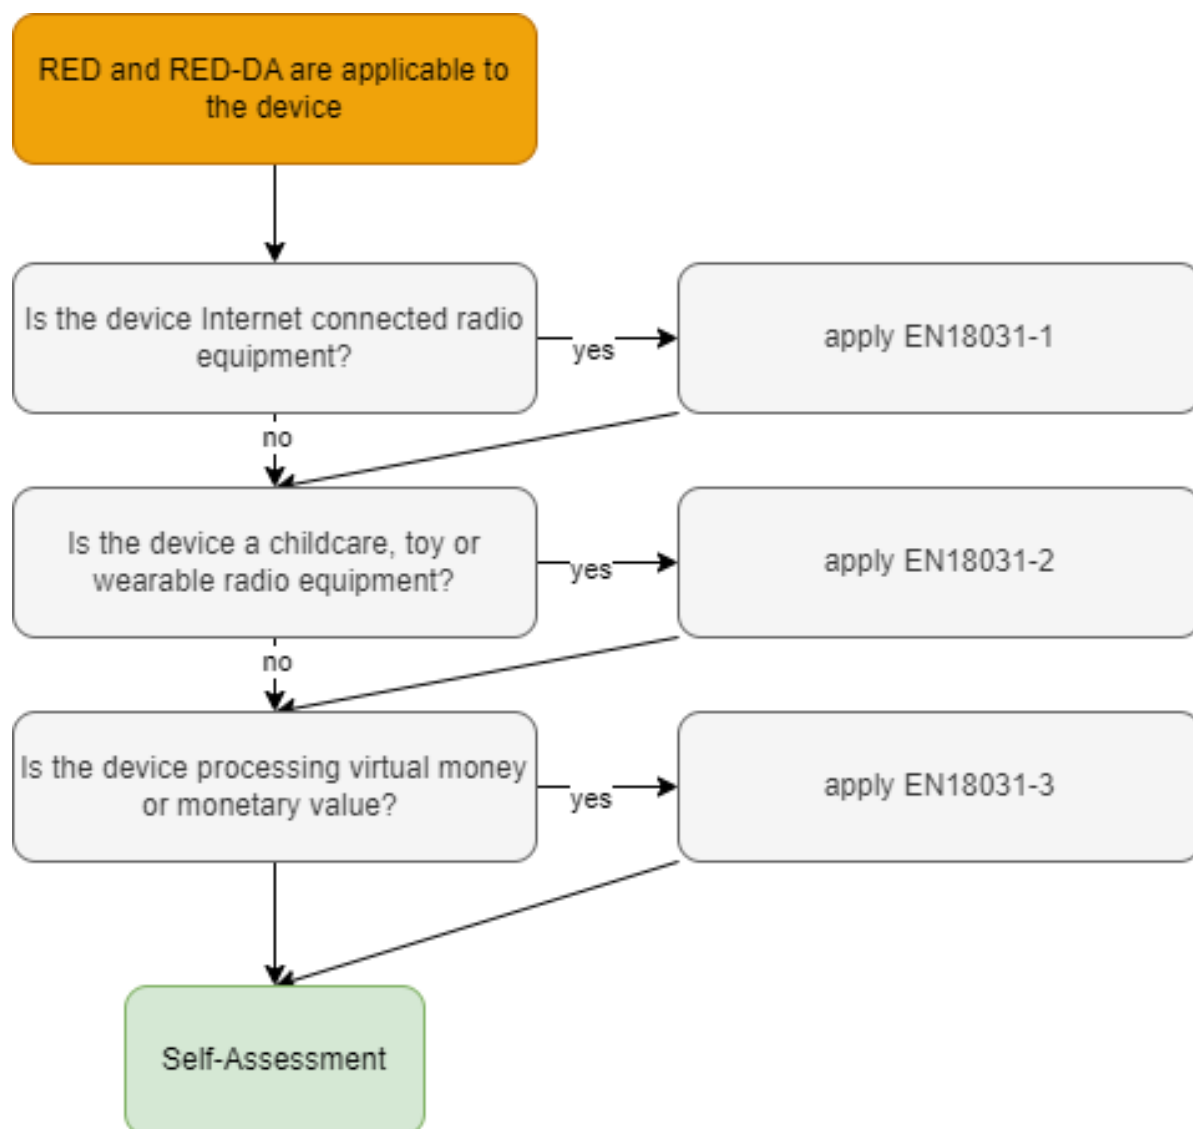 RED and RED-DA are applicable to
the device
Is the device Internet connected radio
equipment?
yes
apply EN18031-1
no
Is the device a childcare, toy or
wearable radio equipment?
yes
apply EN18031-2
no
Is the device processing virtual money
or monetary value?
yes
apply EN18031-3
Self-Assessment